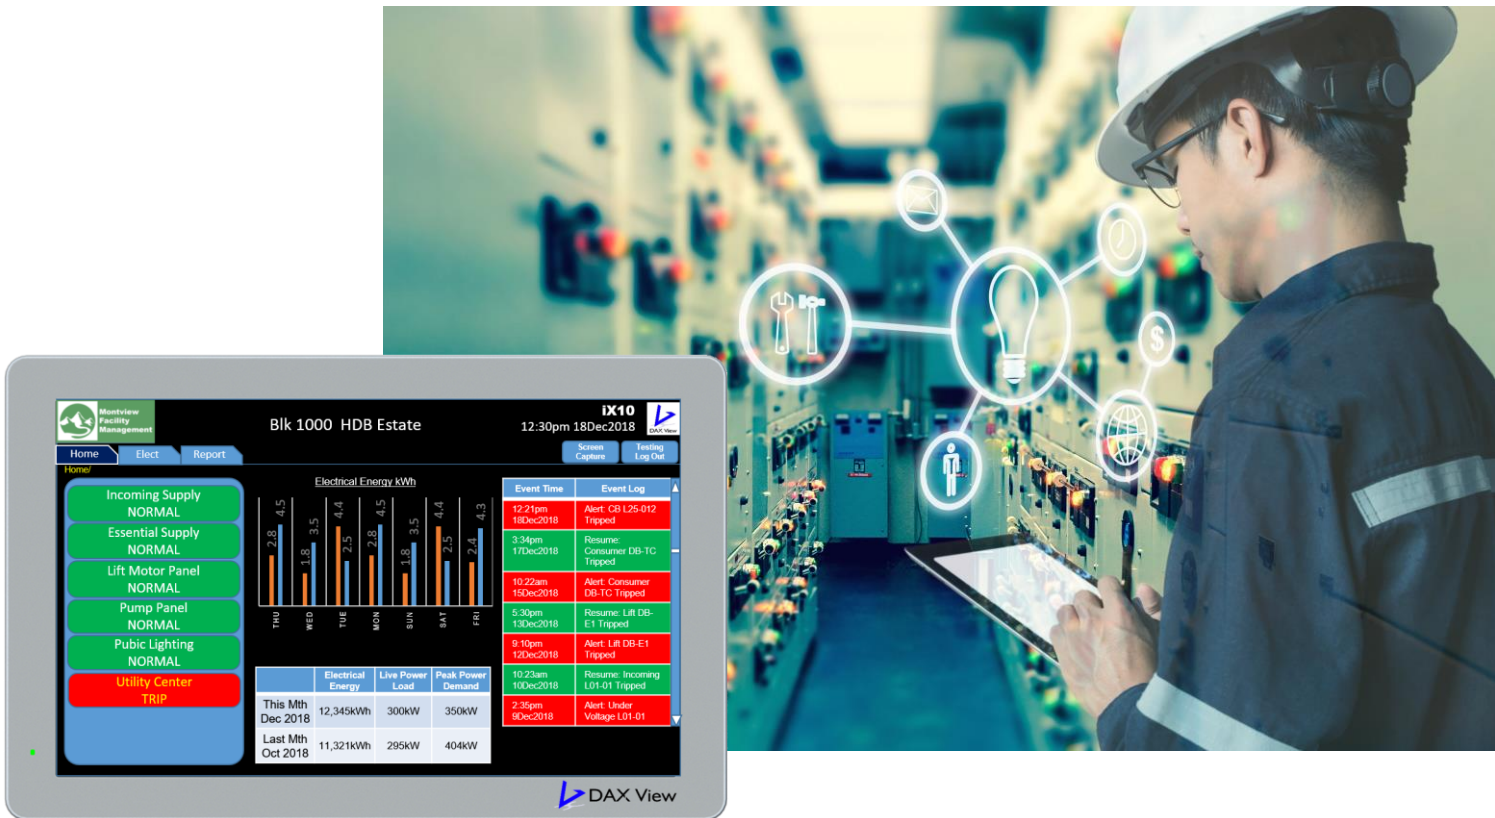 Montview
Facility
Management
Blk 1000 HDB Estate
iX10
12:30pm 18Dec2018
DAX View
Home
Elect
Report
Screen
Capture
Testing
Log Out
Home/
Incoming Supply
NORMAL
Essential Supply
NORMAL
Lift Motor Panel
NORMAL
Pump Panel
NORMAL
Pubic Lighting
NORMAL
Utility Center
TRIP
Electrical Energy kWh
2.8
4.5
1.8
3.5
4.4
2.5
2.8
4.5
1.8
3.5
4.4
2.5
2.4
4.3
THU
WED
TUE
MON
SUN
SAT
FRI
Electrical
Energy
Live Power
Load
Peak Power
Demand
This Mth
Dec 2018
12,345kWh
300kW
350kW
Last Mth
Oct 2018
11,321kWh
295kW
404kW
Event Time
Event Log
12:21pm
18Dec2018
Alert: CB L25-012
Tripped
3:34pm
17Dec2018
Resume:
Consumer DB-TC
Tripped
10:22am
15Dec2018
Alert: Consumer
DB-TC Tripped
5:30pm
13Dec2018
Resume: Lift DB-
E1 Tripped
9:10pm
12Dec2018
Alert: Lift DB-E1
Tripped
10:23am
10Dec2018
Resume: Incoming
L01-01 Tripped
2:35pm
9Dec2018
Alert: Under
Voltage L01-01
DAX View
$